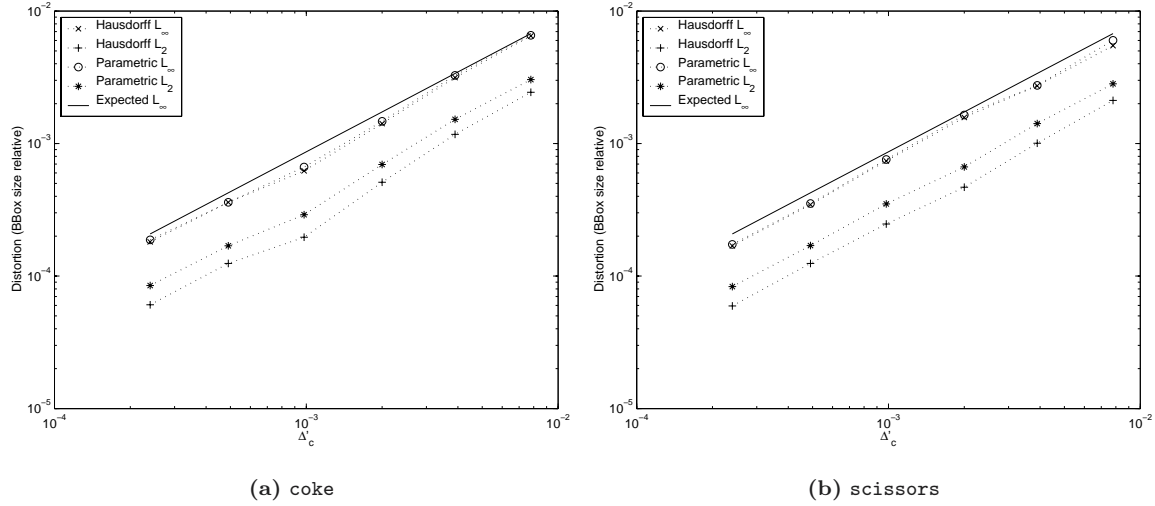 10⁻²
10⁻³
10⁻⁴
10⁻⁵
Distortion (BBox size relative)
Hausdorff L∞
Hausdorff L₂
Parametric L∞
Parametric L₂
Expected L∞
10⁻⁴ 10⁻³ 10⁻²
Δ'c
(a) coke
10⁻²
10⁻³
10⁻⁴
10⁻⁵
Distortion (BBox size relative)
Hausdorff L∞
Hausdorff L₂
Parametric L∞
Parametric L₂
Expected L∞
10⁻⁴ 10⁻³ 10⁻²
Δ'c
(b) scissors